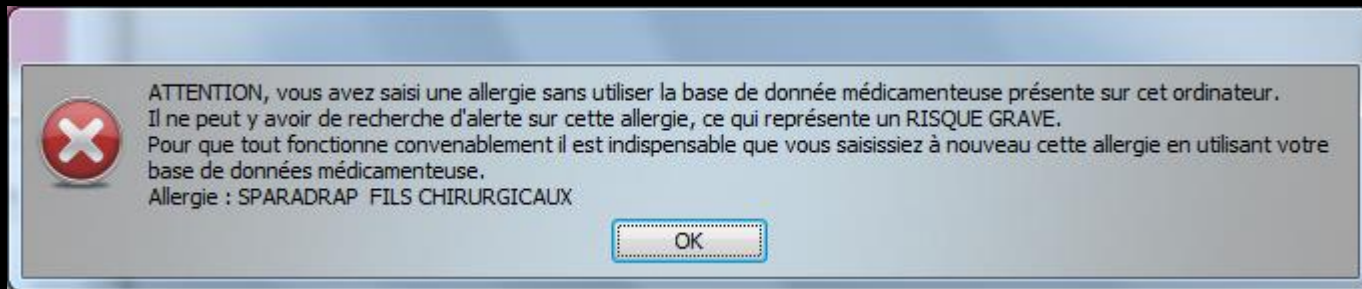 ATTENTION, vous avez saisi une allergie sans utiliser la base de donnée médicamenteuse présente sur cet ordinateur.
Il ne peut y avoir de recherche d'alerte sur cette allergie, ce qui représente un RISQUE GRAVE.
Pour que tout fonctionne convenablement il est indispensable que vous saisissiez à nouveau cette allergie en utilisant votre
base de données médicamenteuse.
Allergie : SPARADRAP  FILS CHIRURGICAUX
OK